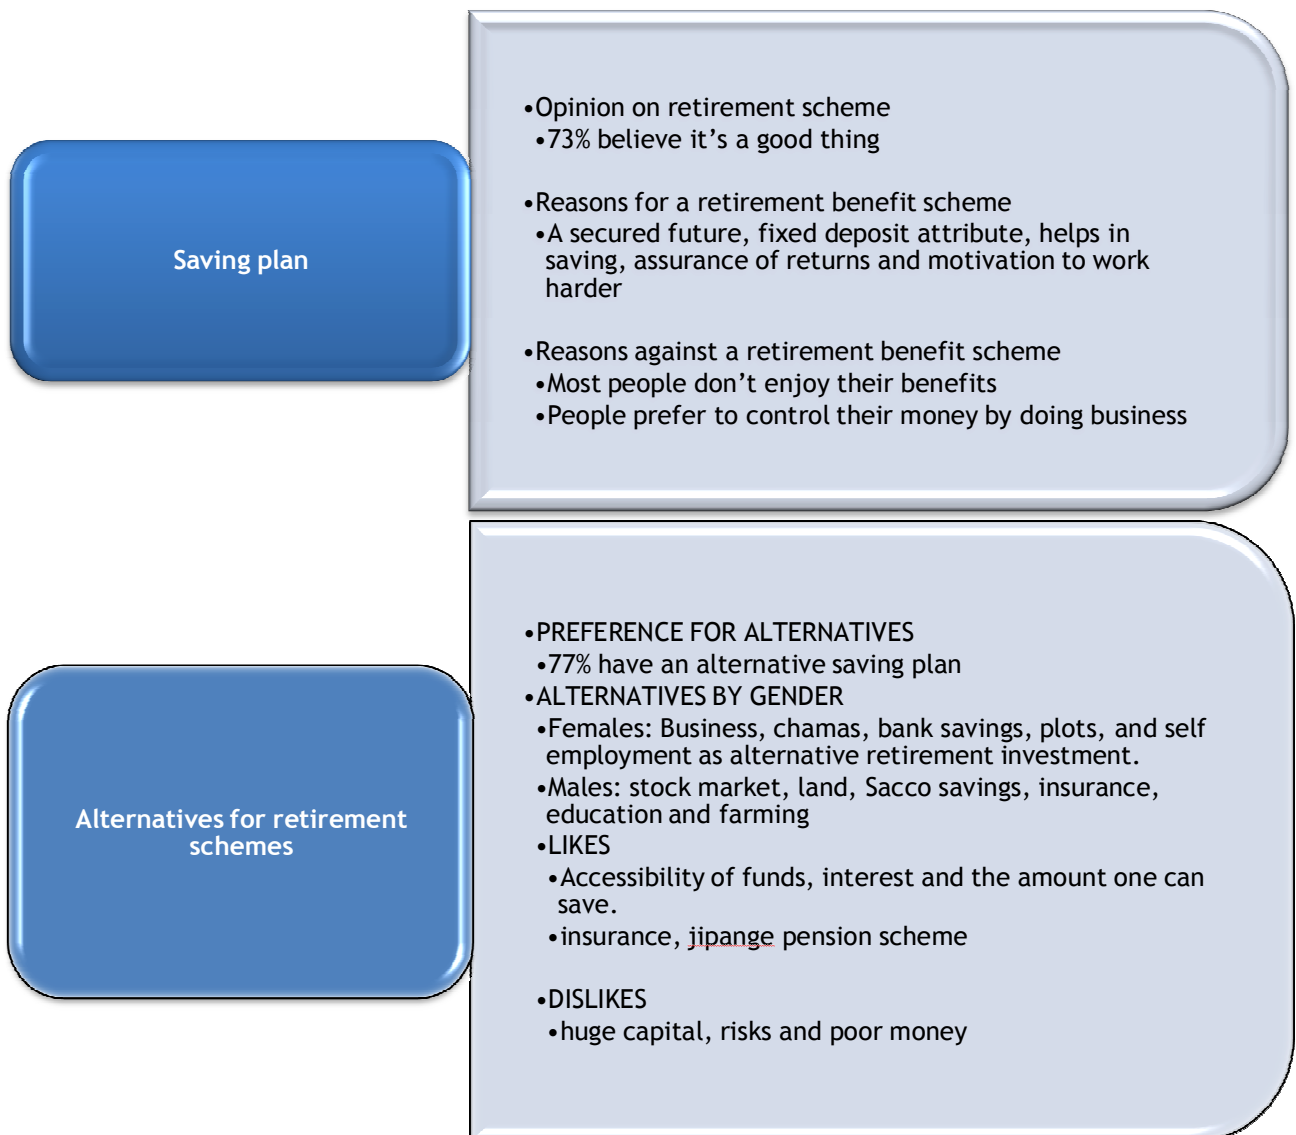 Saving plan
•Opinion on retirement scheme
•73% believe it’s a good thing
•Reasons for a retirement benefit scheme
•A secured future, fixed deposit attribute, helps in
saving, assurance of returns and motivation to work
harder
•Reasons against a retirement benefit scheme
•Most people don’t enjoy their benefits
•People prefer to control their money by doing business
Alternatives for retirement
schemes
•PREFERENCE FOR ALTERNATIVES
•77% have an alternative saving plan
•ALTERNATIVES BY GENDER
•Females: Business, chamas, bank savings, plots, and self
employment as alternative retirement investment.
•Males: stock market, land, Sacco savings, insurance,
education and farming
•LIKES
•Accessibility of funds, interest and the amount one can
save.
•insurance, jipange pension scheme
•DISLIKES
•huge capital, risks and poor money